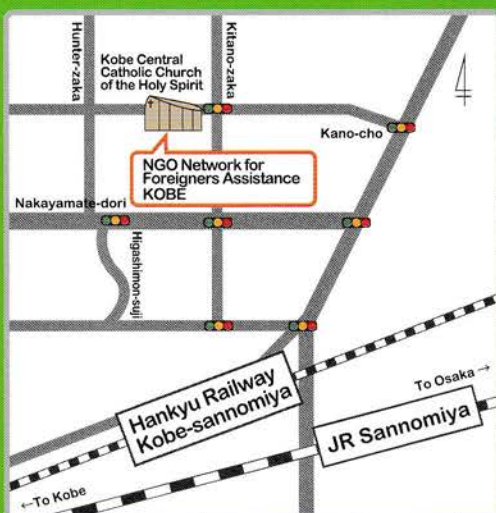 Hunter-zaka
Kitano-zaka
Kobe Central
Catholic Church
of the Holy Spirit
Kano-cho
NGO Network for
Foreigners Assistance
KOBE
Nakayamate-dori
Higashimon-suji
To Osaka →
Hankyu Railway
Kobe-sannomiya
JR Sannomiya
←To Kobe